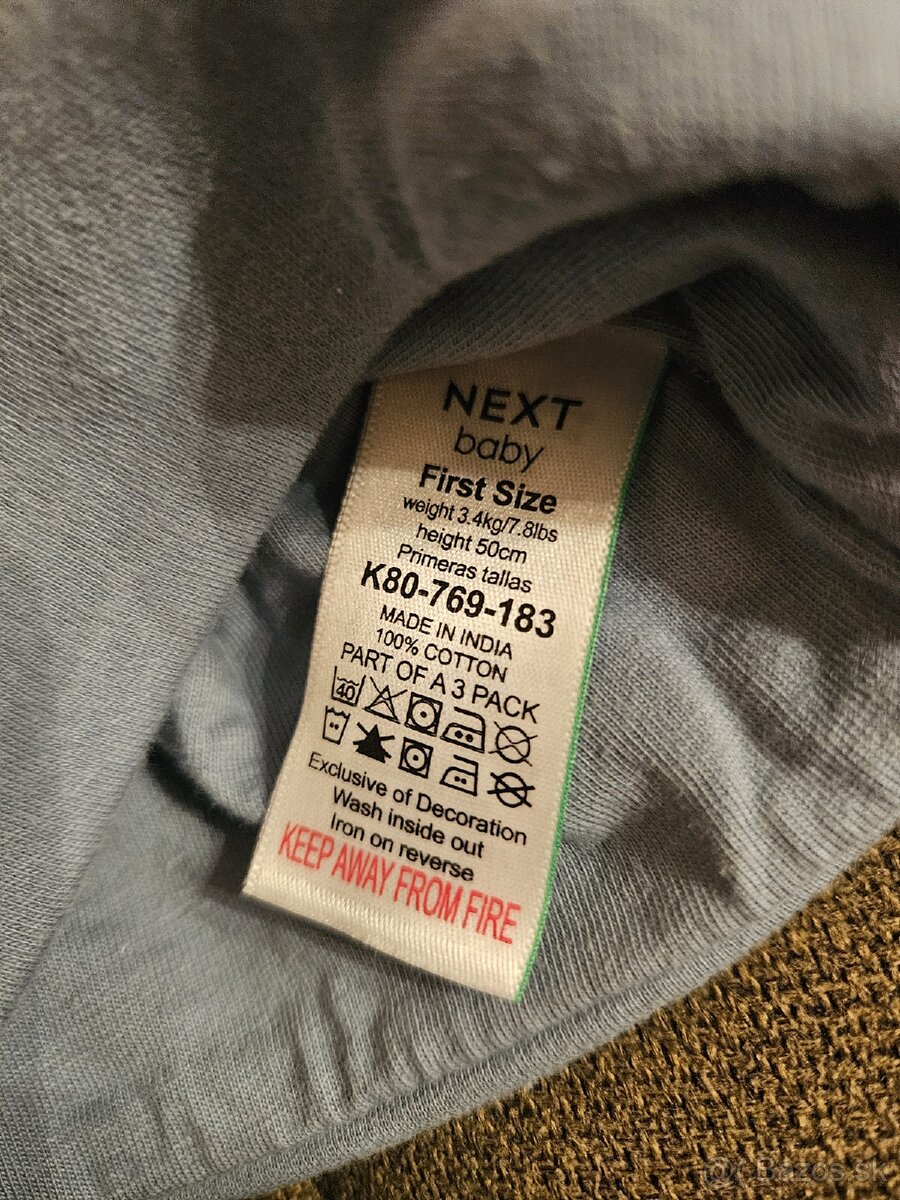 NEXT
baby
First Size
weight 3.4kg/7.8lbs
height 50cm
Primeras tallas
K80-769-183
MADE IN INDIA
100% COTTON
PART OF A 3 PACK
40
Exclusive of Decoration
Wash inside out
Iron on reverse
KEEP AWAY FROM FIRE
Bazos.sk